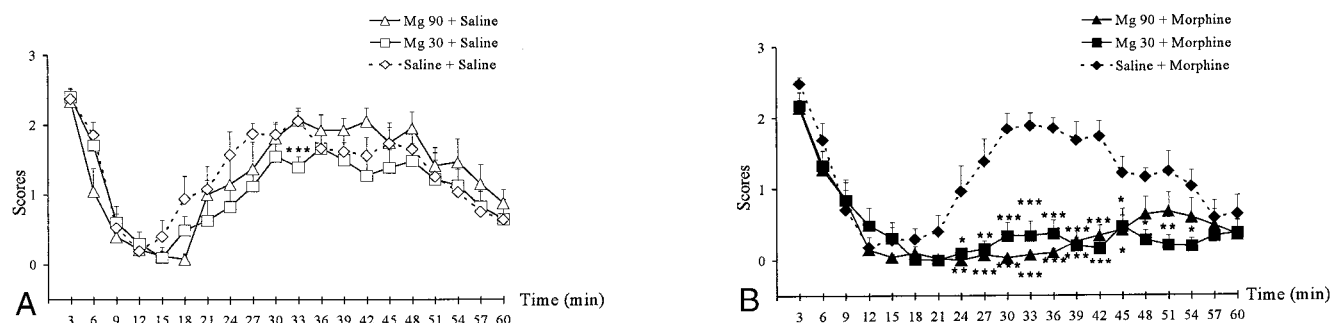 Mg 90 + Saline
Mg 30 + Saline
Saline + Saline
3
2
1
0
Scores
***
A
Time (min)
3 6 9 12 15 18 21 24 27 30 33 36 39 42 45 48 51 54 57 60
Mg 90 + Morphine
Mg 30 + Morphine
Saline + Morphine
3
2
1
0
Scores
* ** *** *** *** ** *** * * ** *
** *** *** *** *** *** *** *
B
Time (min)
3 6 9 12 15 18 21 24 27 30 33 36 39 42 45 48 51 54 57 60